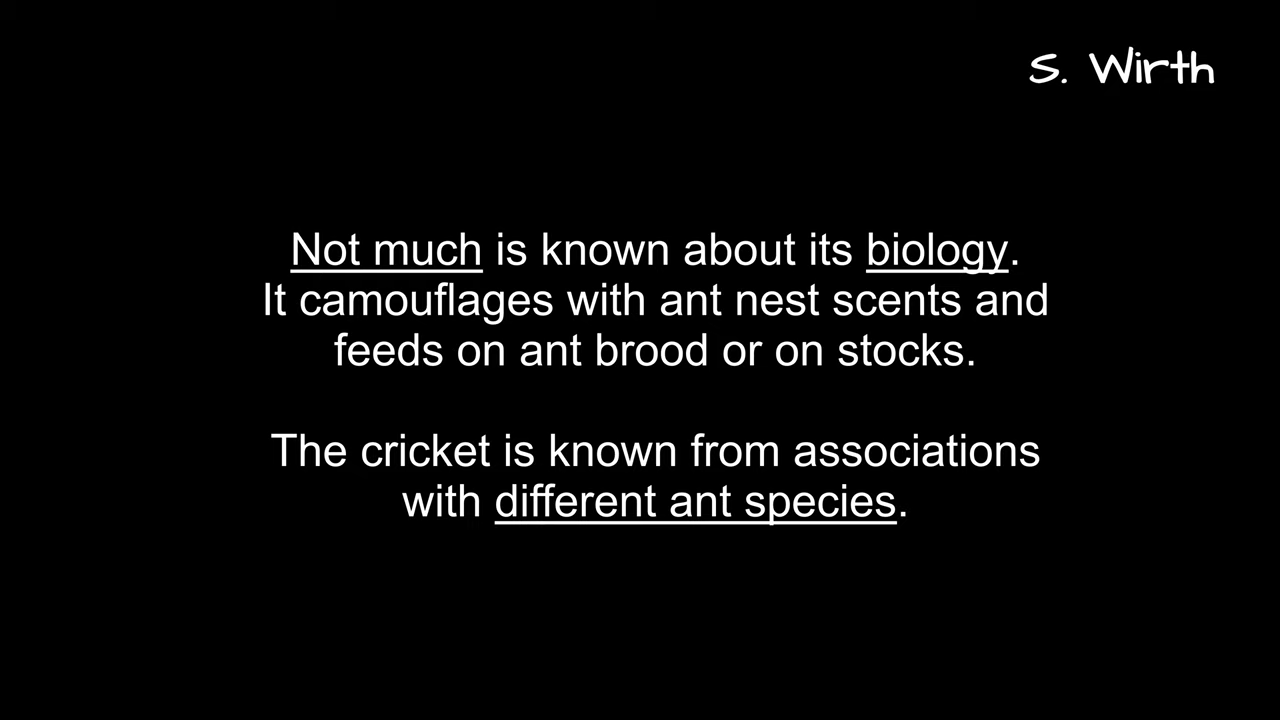 S. Wirth
Not much is known about its biology.
It camouflages with ant nest scents and
feeds on ant brood or on stocks.
The cricket is known from associations
with different ant species.